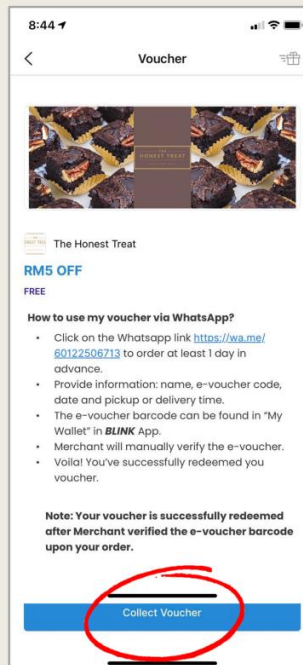 8:44
Voucher
THE
HONEST TREAT
The Honest Treat
RM5 OFF
FREE
How to use my voucher via WhatsApp?
• Click on the Whatsapp link https://wa.me/
60122506713 to order at least 1 day in
advance.
• Provide information: name, e-voucher code,
date and pickup or delivery time.
• The e-voucher barcode can be found in "My
Wallet" in BLINK App.
• Merchant will manually verify the e-voucher.
• Voila! You've successfully redeemed you
voucher.
Note: Your voucher is successfully redeemed
after Merchant verified the e-voucher barcode
upon your order.
Collect Voucher